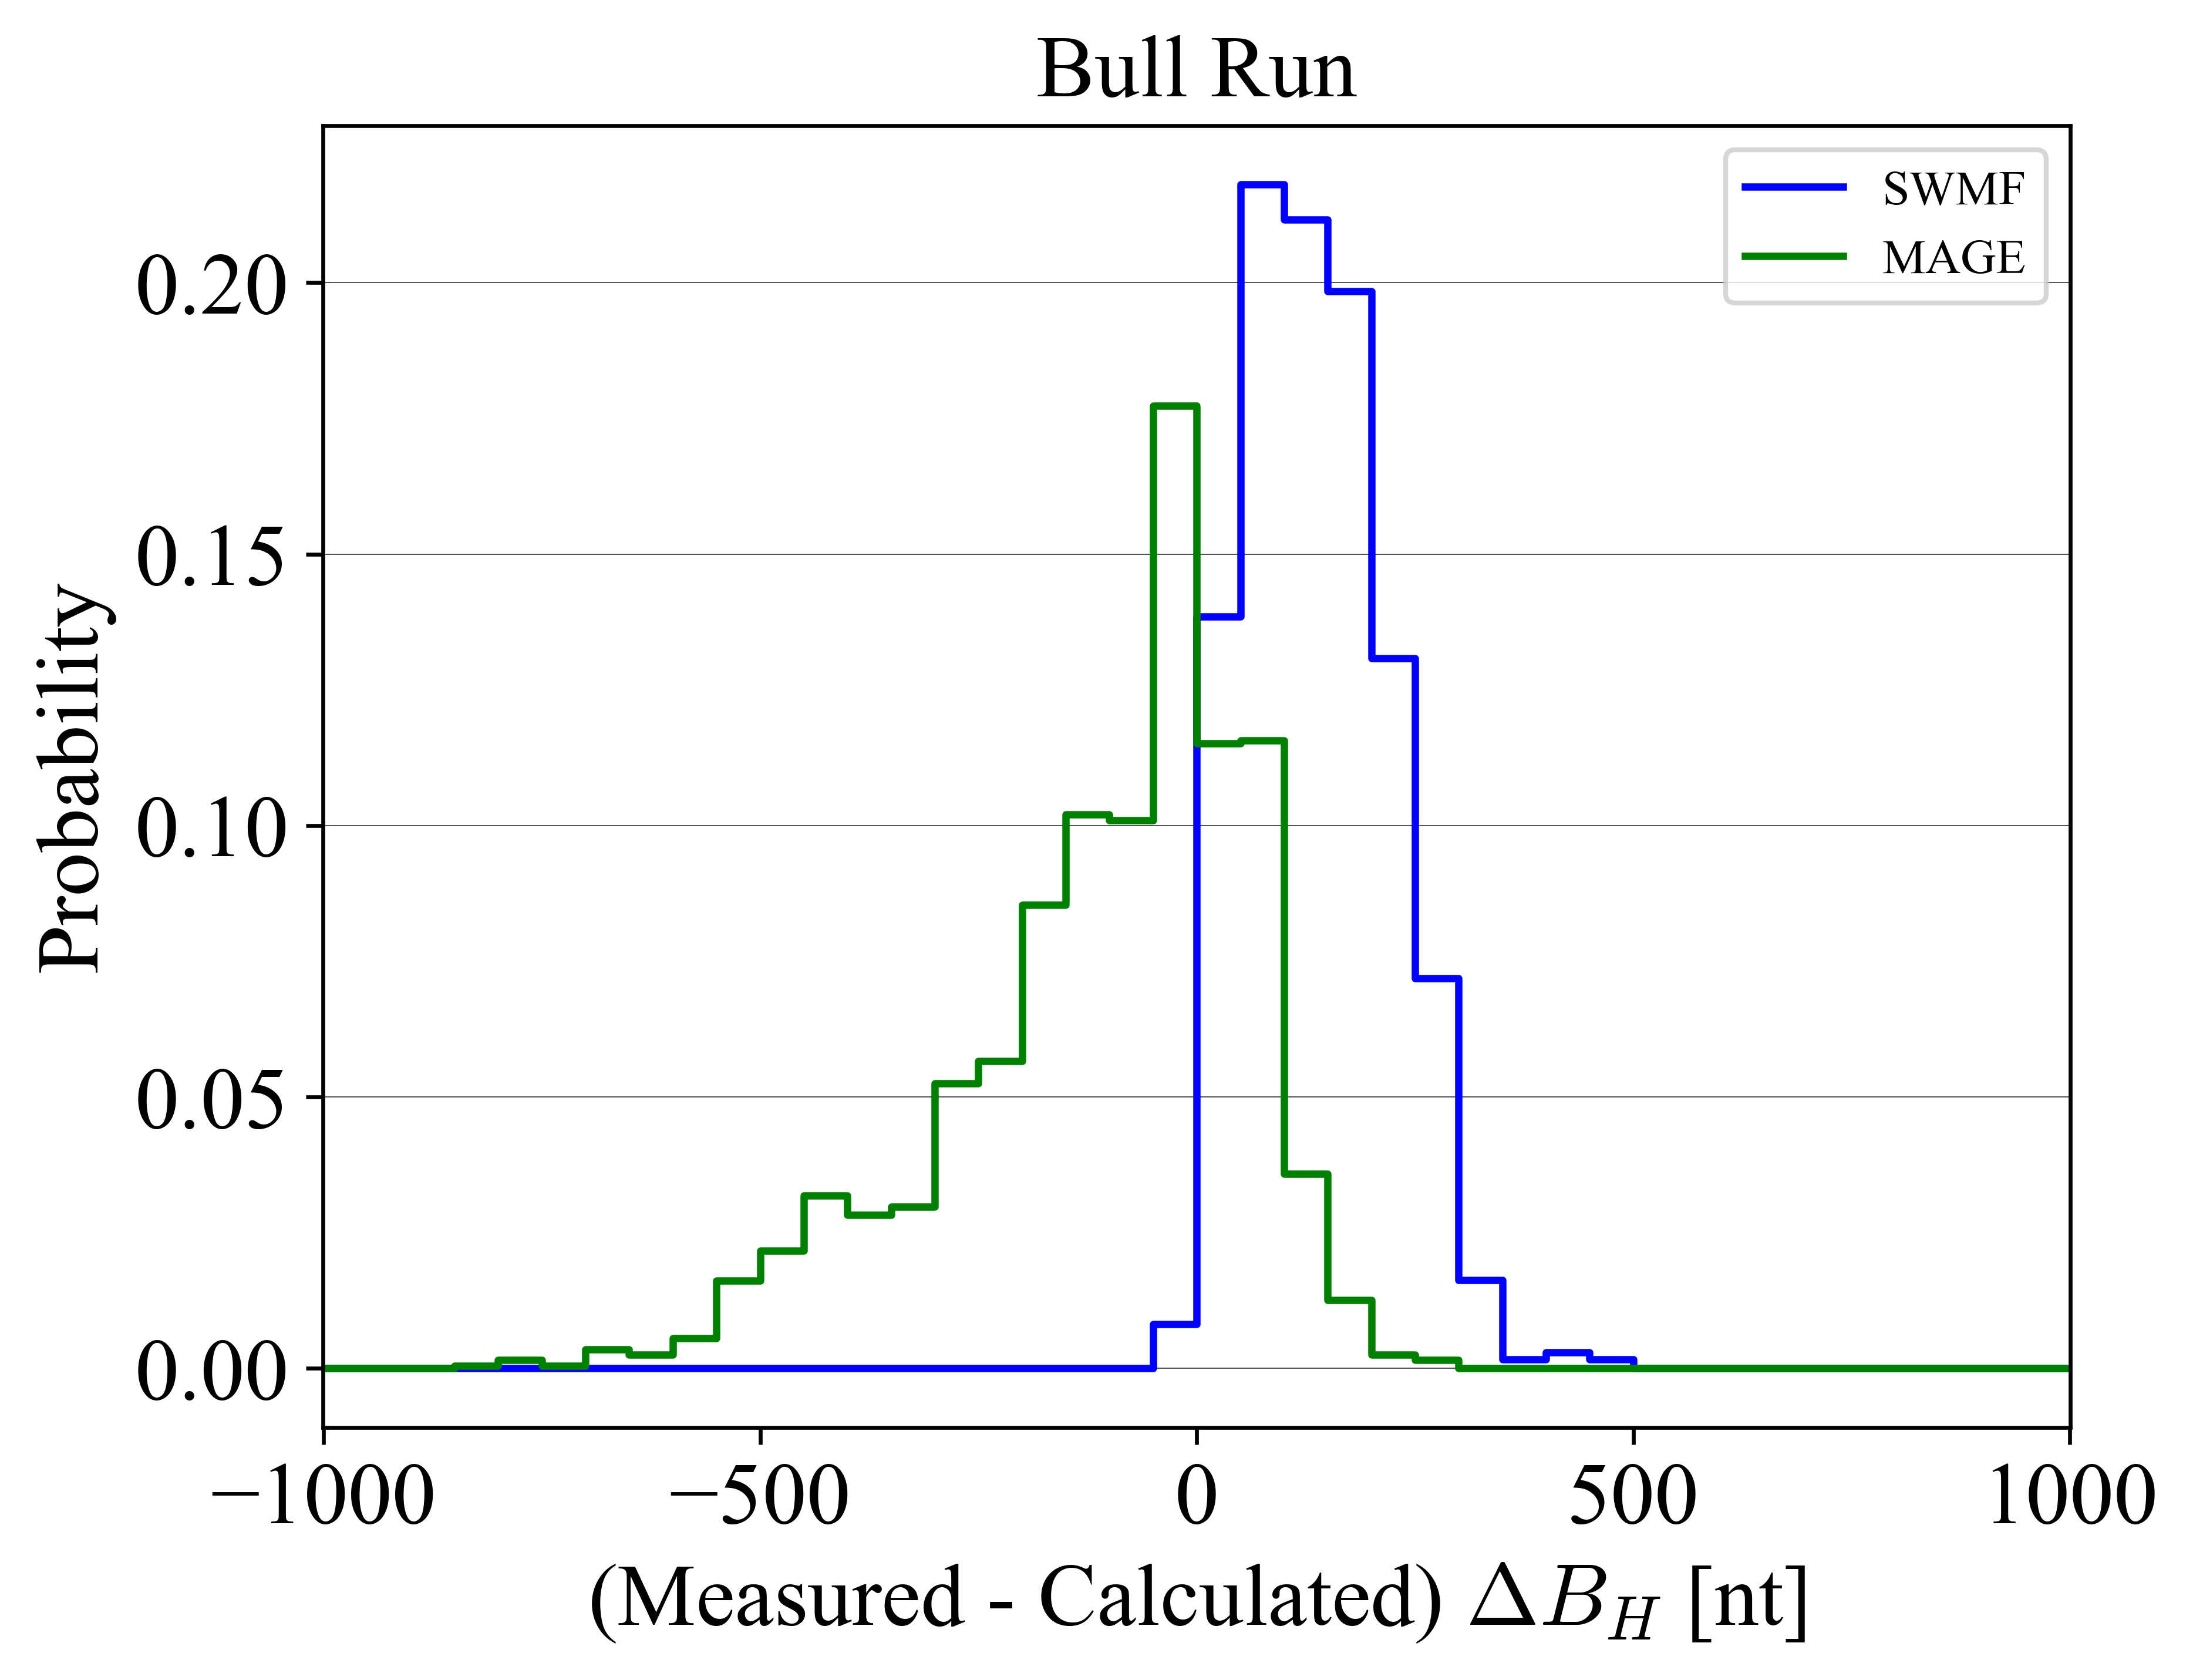 Bull Run
SWMF
MAGE
Probability
0.20
0.15
0.10
0.05
0.00
−1000 −500 0 500 1000
(Measured - Calculated) ΔB_H [nt]